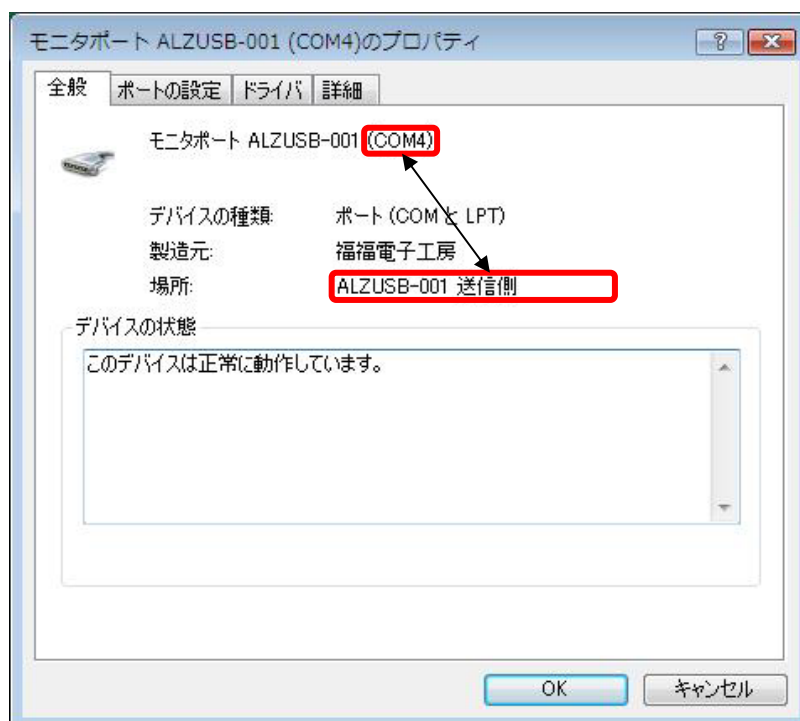 モニタポート ALZUSB-001 (COM4)のプロパティ
全般 ポートの設定 ドライバ 詳細
モニタポート ALZUSB-001 (COM4)
デバイスの種類: ポート (COM と LPT)
製造元: 福福電子工房
場所: ALZUSB-001 送信側
デバイスの状態
このデバイスは正常に動作しています。
OK キャンセル